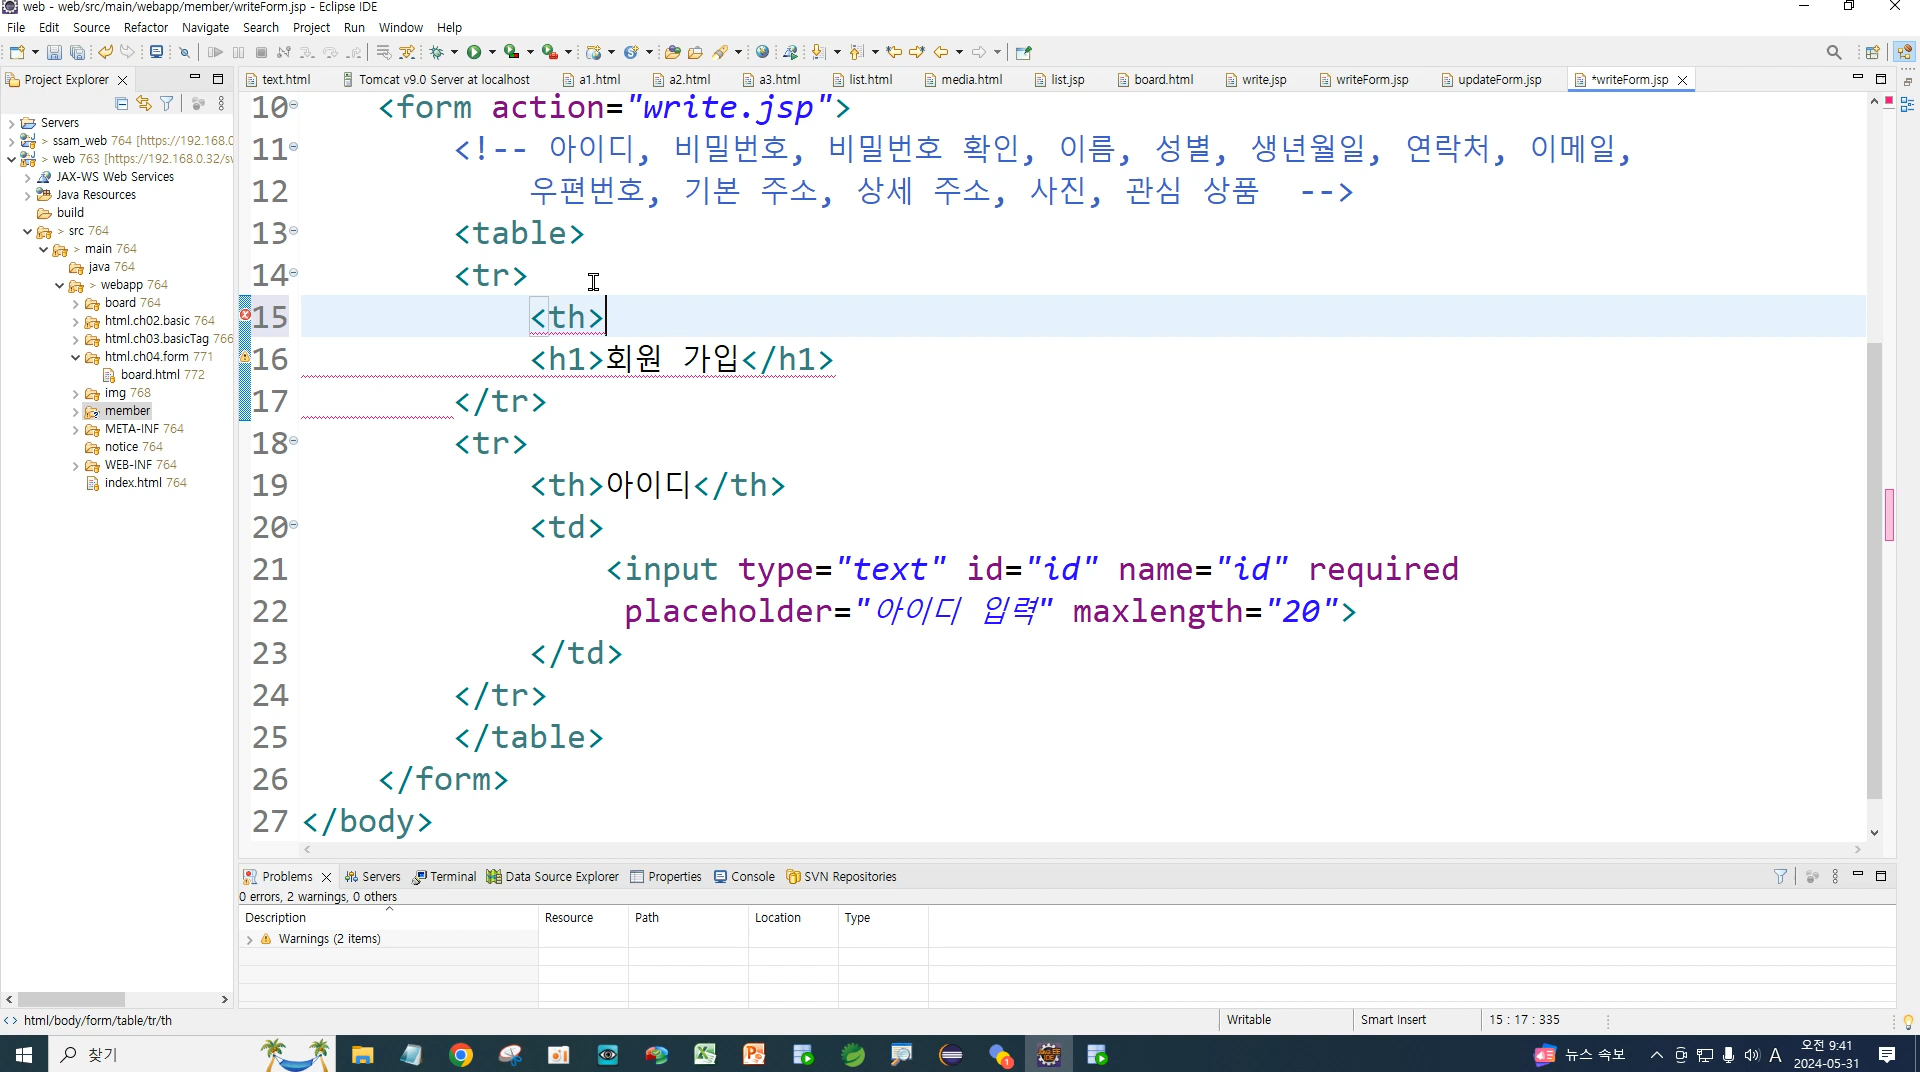 web - web/src/main/webapp/member/writeForm.jsp - Eclipse IDE
File Edit Source Refactor Navigate Search Project Run Window Help
Project Explorer
text.html Tomcat v9.0 Server at localhost a1.html a2.html a3.html list.html media.html list.jsp board.html write.jsp writeForm.jsp updateForm.jsp *writeForm.jsp
Servers
> ssam_web 764 [https://192.168.0
> web 763 [https://192.168.0.32/sv
JAX-WS Web Services
Java Resources
build
> src 764
> main 764
java 764
> webapp 764
board 764
html.ch02.basic 764
html.ch03.basicTag 766
html.ch04.form 771
board.html 772
img 768
member
META-INF 764
notice 764
WEB-INF 764
index.html 764
10 <form action="write.jsp">
11 <!-- 아이디, 비밀번호, 비밀번호 확인, 이름, 성별, 생년월일, 연락처, 이메일,
12 우편번호, 기본 주소, 상세 주소, 사진, 관심 상품 -->
13 <table>
14 <tr>
15 <th>
16 <h1>회원 가입</h1>
17 </tr>
18 <tr>
19 <th>아이디</th>
20 <td>
21 <input type="text" id="id" name="id" required
22 placeholder="아이디 입력" maxlength="20">
23 </td>
24 </tr>
25 </table>
26 </form>
27 </body>
Problems Servers Terminal Data Source Explorer Properties Console SVN Repositories
0 errors, 2 warnings, 0 others
Description Resource Path Location Type
Warnings (2 items)
html/body/form/table/tr/th Writable Smart Insert 15 : 17 : 335
찾기 뉴스 속보 A 오전 9:41
2024-05-31